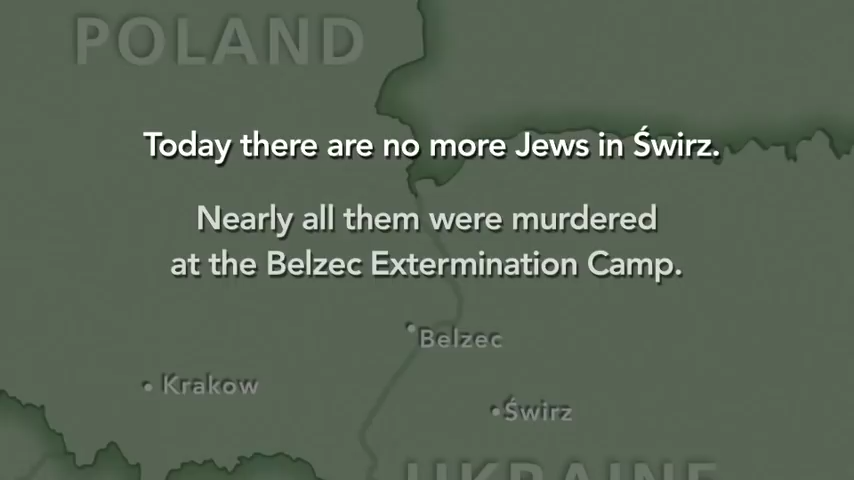 POLAND
Today there are no more Jews in Świrz.
Nearly all them were murdered
at the Belzec Extermination Camp.
Belzec
Krakow
Świrz
UKRAINE